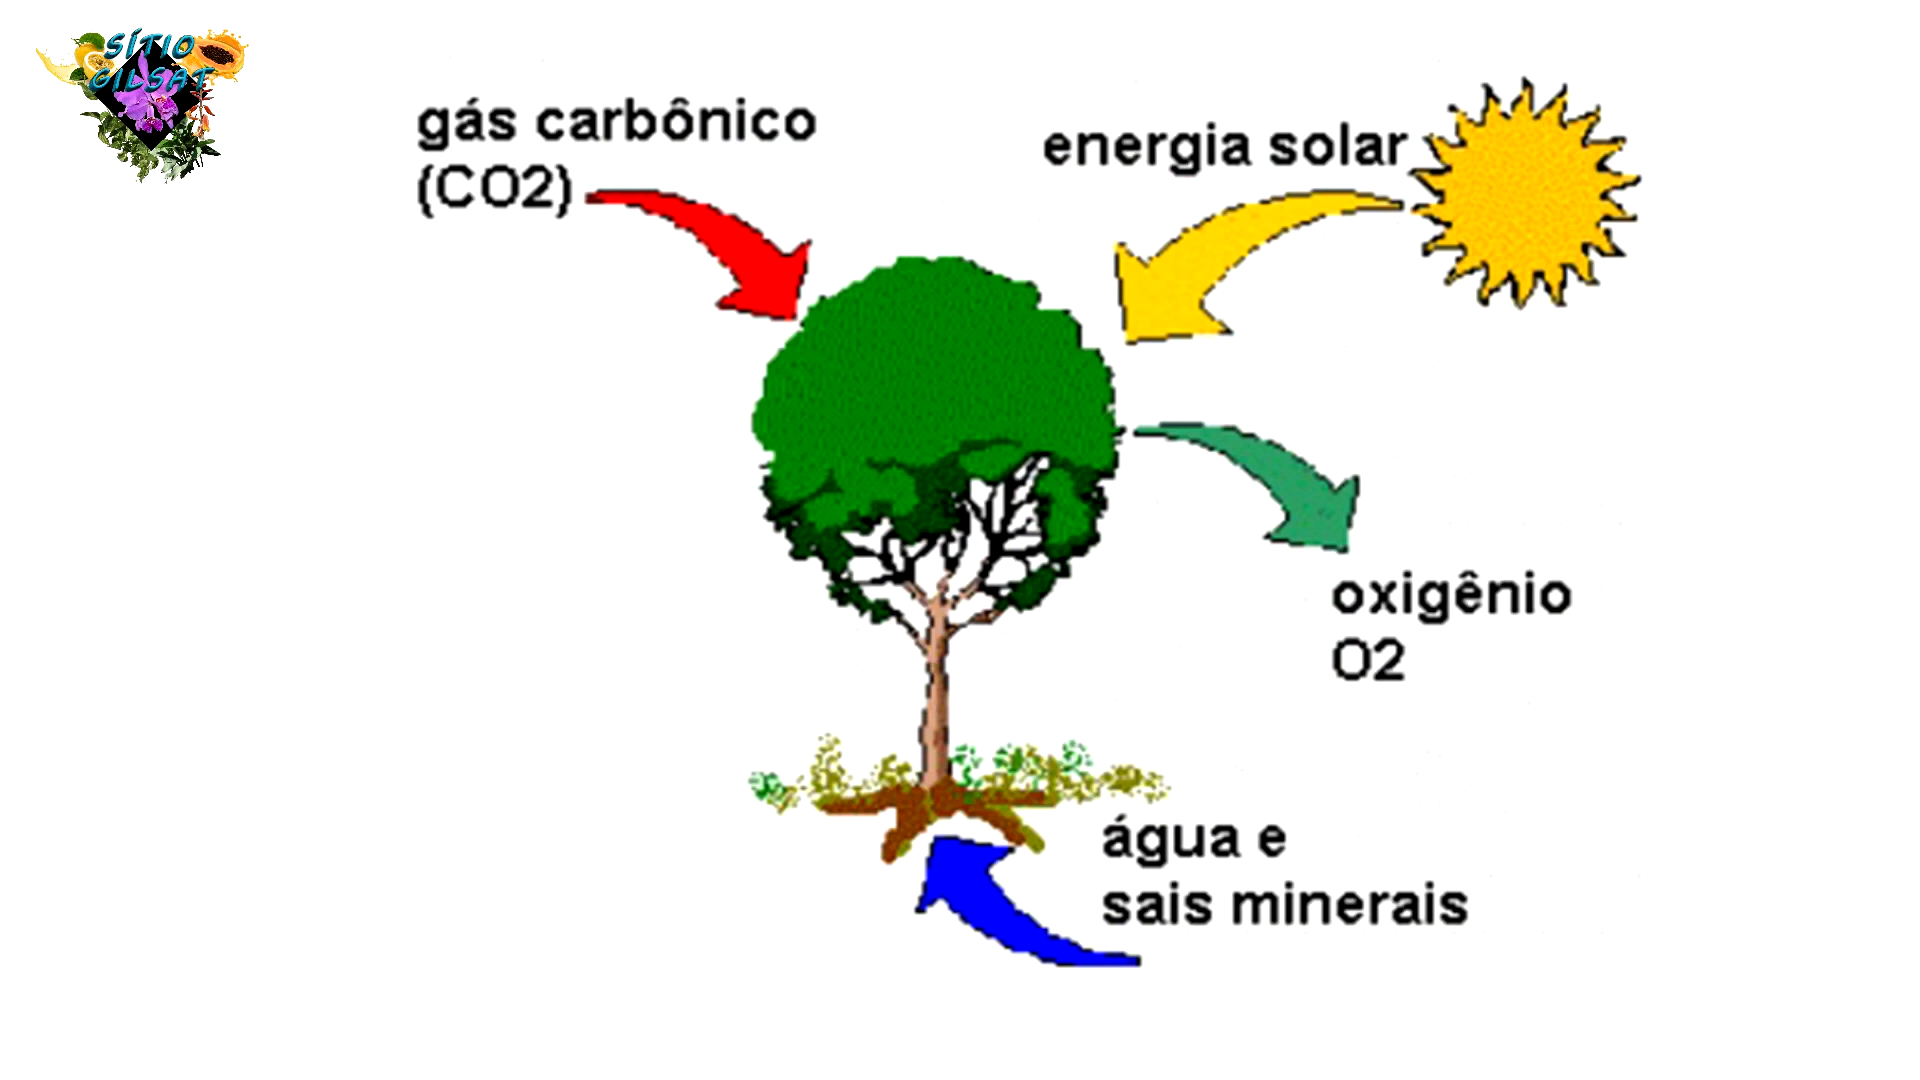 SÍTIO
GILSAT
gás carbônico
(CO2)
energia solar
oxigênio
O2
água e
sais minerais